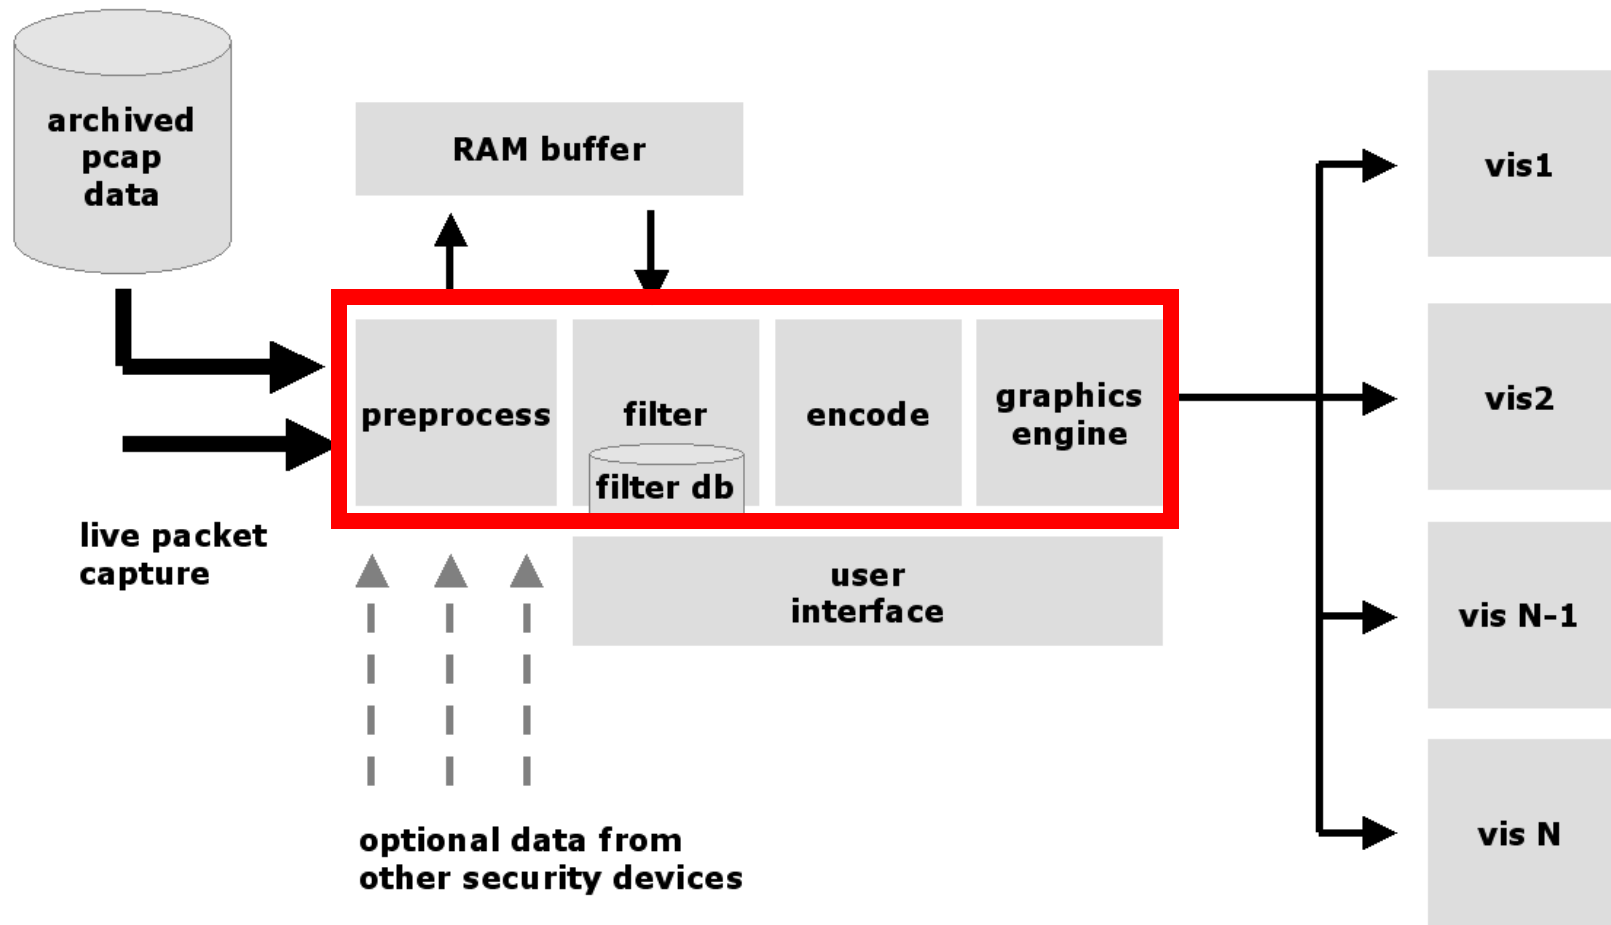 archived
pcap
data
RAM buffer
preprocess
filter
filter db
encode
graphics
engine
live packet
capture
user
interface
optional data from
other security devices
vis1
vis2
vis N-1
vis N